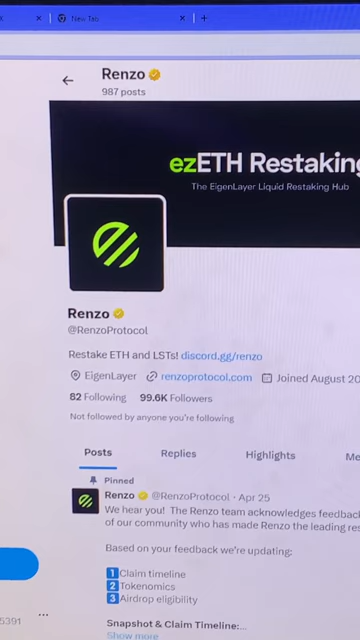 New Tab
Renzo
987 posts
ezETH Restaking
The EigenLayer Liquid Restaking Hub
Renzo
@RenzoProtocol
Restake ETH and LSTs! discord.gg/renzo
EigenLayer renzoprotocol.com Joined August 20
82 Following 99.6K Followers
Not followed by anyone you're following
Posts Replies Highlights Me
Pinned
Renzo @RenzoProtocol · Apr 25
We hear you! The Renzo team acknowledges feedbac
of our community who has made Renzo the leading res
Based on your feedback we're updating:
1 Claim timeline
2 Tokenomics
3 Airdrop eligibility
Snapshot & Claim Timeline:...
Show more
5391